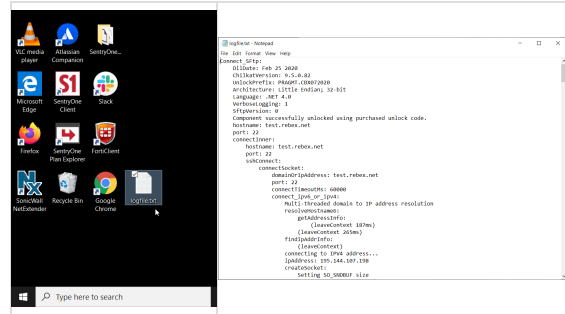 VLC media
player
Atlassian
Companion
SentryOne...
Microsoft
Edge
S1
SentryOne
Client
Slack
Firefox
SentryOne
Plan Explorer
FortiClient
SonicWall
NetExtender
Recycle Bin
Google
Chrome
logfile.txt
Type here to search
logfile.txt - Notepad
File Edit Format View Help
Connect_SFtp:
DllDate: Feb 25 2020
ChilkatVersion: 9.5.0.82
UnlockPrefix: PRAGMT.CBX072020
Architecture: Little Endian; 32-bit
Language: .NET 4.0
VerboseLogging: 1
SftpVersion: 0
Component successfully unlocked using purchased unlock code.
hostname: test.rebex.net
port: 22
connectInner:
hostname: test.rebex.net
port: 22
sshConnect:
connectSocket:
domainOrIpAddress: test.rebex.net
port: 22
connectTimeoutMs: 60000
connect_ipv6_or_ipv4:
Multi-threaded domain to IP address resolution
resolveHostname6:
getAddressInfo:
(leaveContext 187ms)
(leaveContext 265ms)
findIpAddrInfo:
(leaveContext)
connecting to IPV4 address...
ipAddress: 195.144.107.198
createSocket:
Setting SO_SNDBUF size